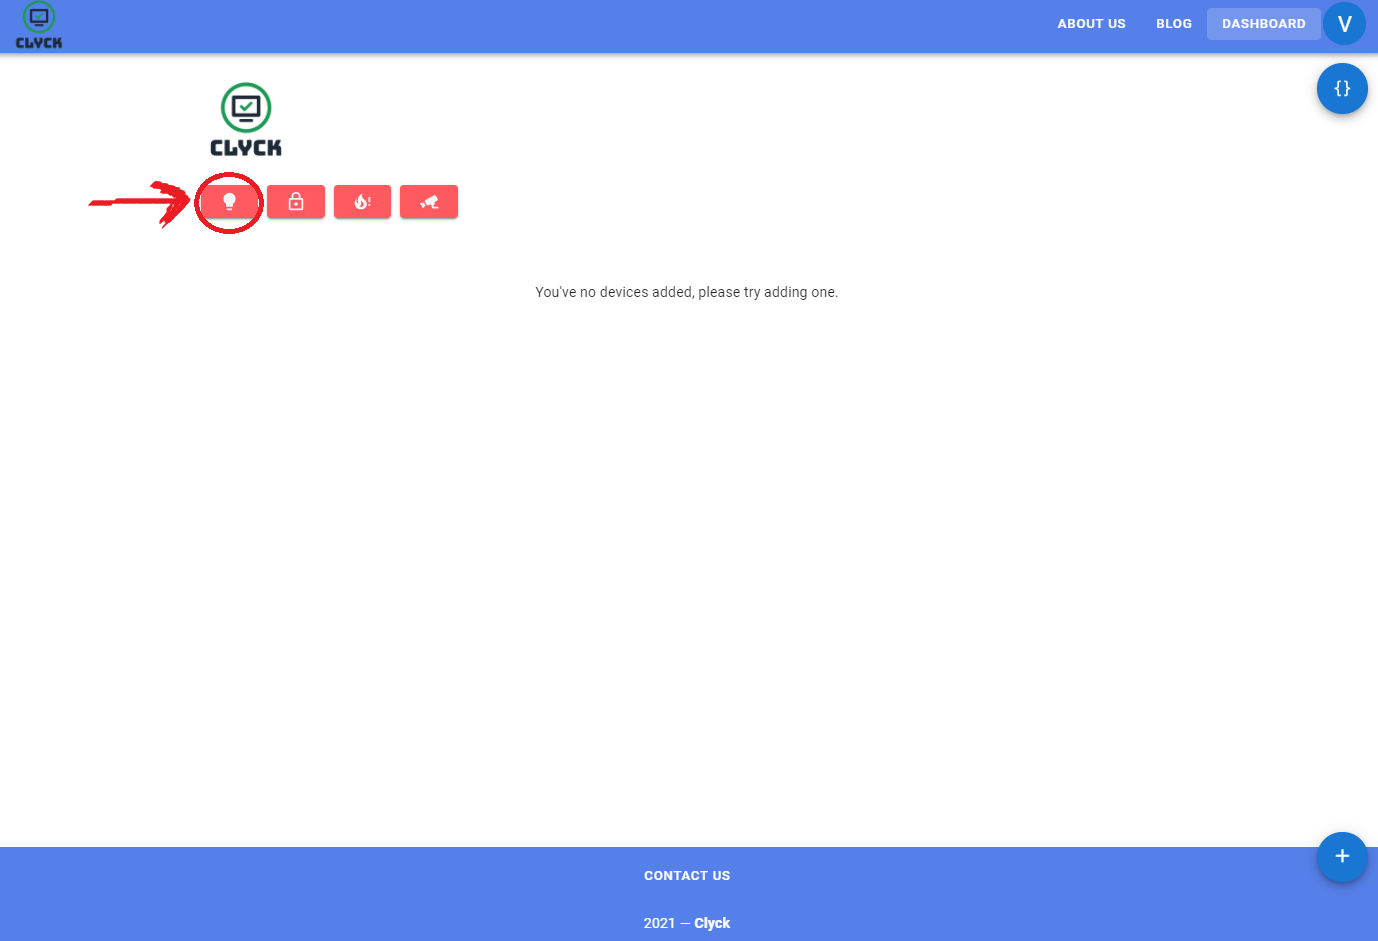 CLYCK
ABOUT US
BLOG
DASHBOARD
V
{}
CLYCK
You've no devices added, please try adding one.
+
CONTACT US
2021 — Clyck